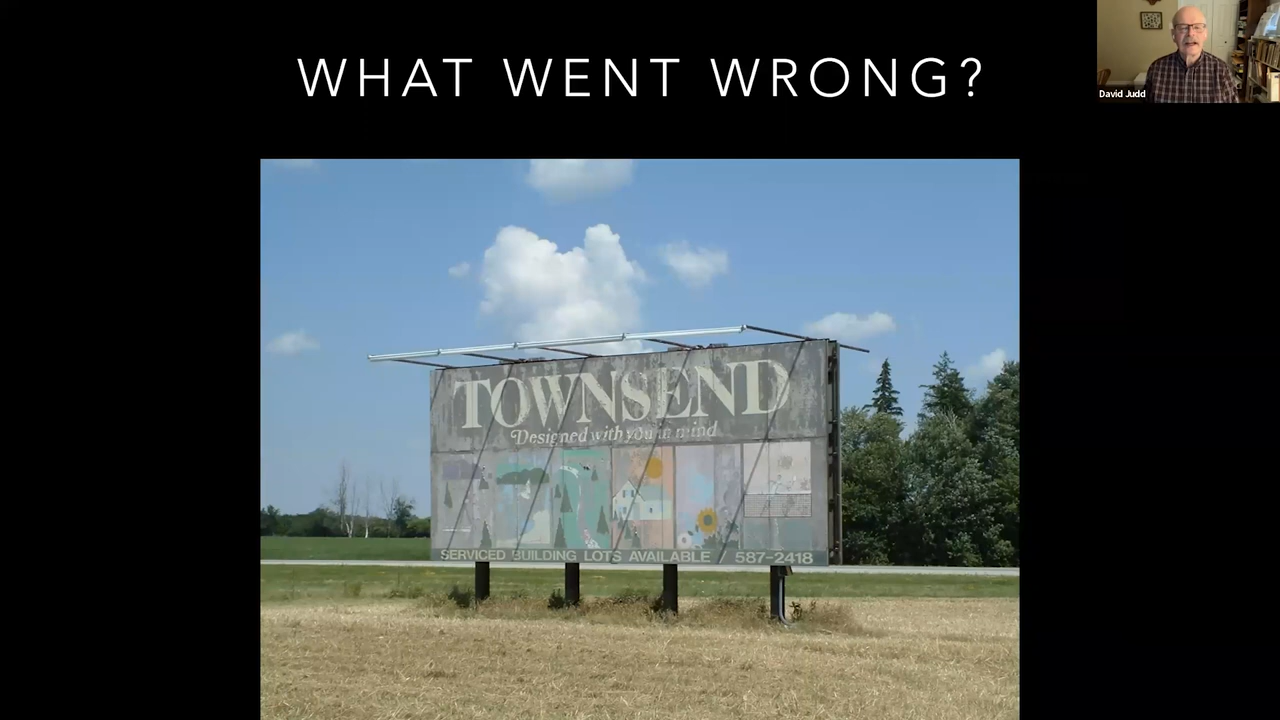 WHAT WENT WRONG?
David Judd
TOWNSEND
Designed with you in mind
SERVICED BUILDING LOTS AVAILABLE / 587-2418